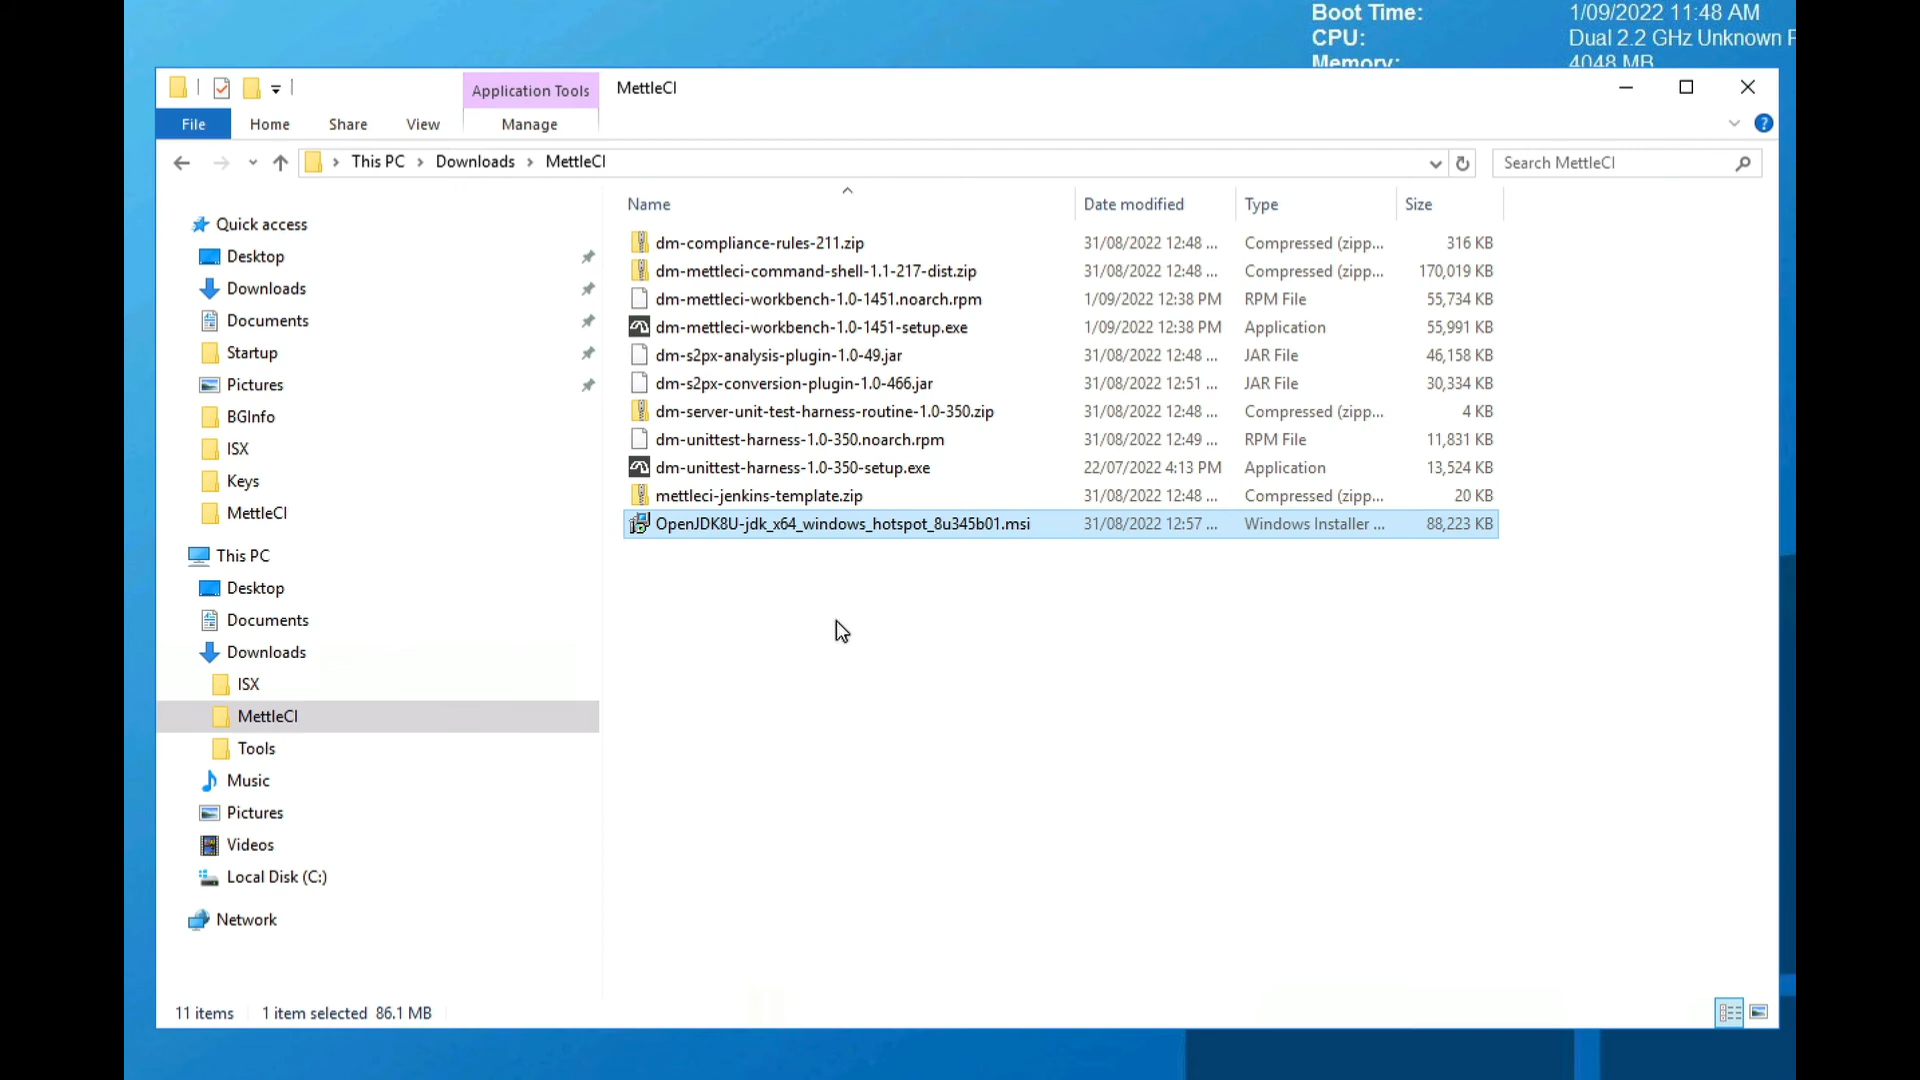 Boot Time: 1/09/2022 11:48 AM
CPU: Dual 2.2 GHz Unknown
Memory: 4048 MB
Application Tools MettleCI
File Home Share View Manage
This PC Downloads MettleCI Search MettleCI
Name Date modified Type Size
dm-compliance-rules-211.zip 31/08/2022 12:48 ... Compressed (zipp... 316 KB
dm-mettleci-command-shell-1.1-217-dist.zip 31/08/2022 12:48 ... Compressed (zipp... 170,019 KB
dm-mettleci-workbench-1.0-1451.noarch.rpm 1/09/2022 12:38 PM RPM File 55,734 KB
dm-mettleci-workbench-1.0-1451-setup.exe 1/09/2022 12:38 PM Application 55,991 KB
dm-s2px-analysis-plugin-1.0-49.jar 31/08/2022 12:48 ... JAR File 46,158 KB
dm-s2px-conversion-plugin-1.0-466.jar 31/08/2022 12:51 ... JAR File 30,334 KB
dm-server-unit-test-harness-routine-1.0-350.zip 31/08/2022 12:48 ... Compressed (zipp... 4 KB
dm-unittest-harness-1.0-350.noarch.rpm 31/08/2022 12:49 ... RPM File 11,831 KB
dm-unittest-harness-1.0-350-setup.exe 22/07/2022 4:13 PM Application 13,524 KB
mettleci-jenkins-template.zip 31/08/2022 12:48 ... Compressed (zipp... 20 KB
OpenJDK8U-jdk_x64_windows_hotspot_8u345b01.msi 31/08/2022 12:57 ... Windows Installer ... 88,223 KB
Quick access
Desktop
Downloads
Documents
Startup
Pictures
BGInfo
ISX
Keys
MettleCI
This PC
Desktop
Documents
Downloads
ISX
MettleCI
Tools
Music
Pictures
Videos
Local Disk (C:)
Network
11 items 1 item selected 86.1 MB